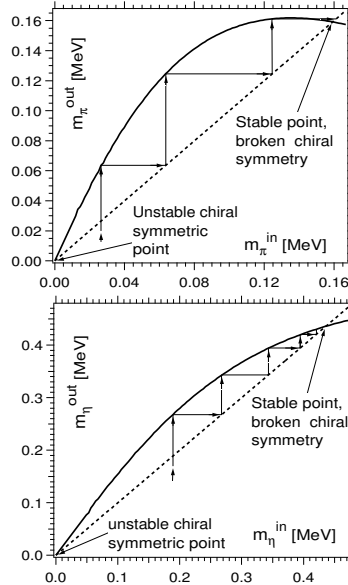 0.16
0.14
0.12
0.10
0.08
0.06
0.04
0.02
0.00
m_π^out [MeV]
Stable point,
broken chiral
symmetry
Unstable chiral
symmetric
point
m_π^in [MeV]
0.00 0.04 0.08 0.12 0.16
0.4
0.3
0.2
0.1
0.0
m_η^out [MeV]
Stable point,
broken chiral
symmetry
unstable chiral
symmetric point
m_η^in [MeV]
0.0 0.1 0.2 0.3 0.4